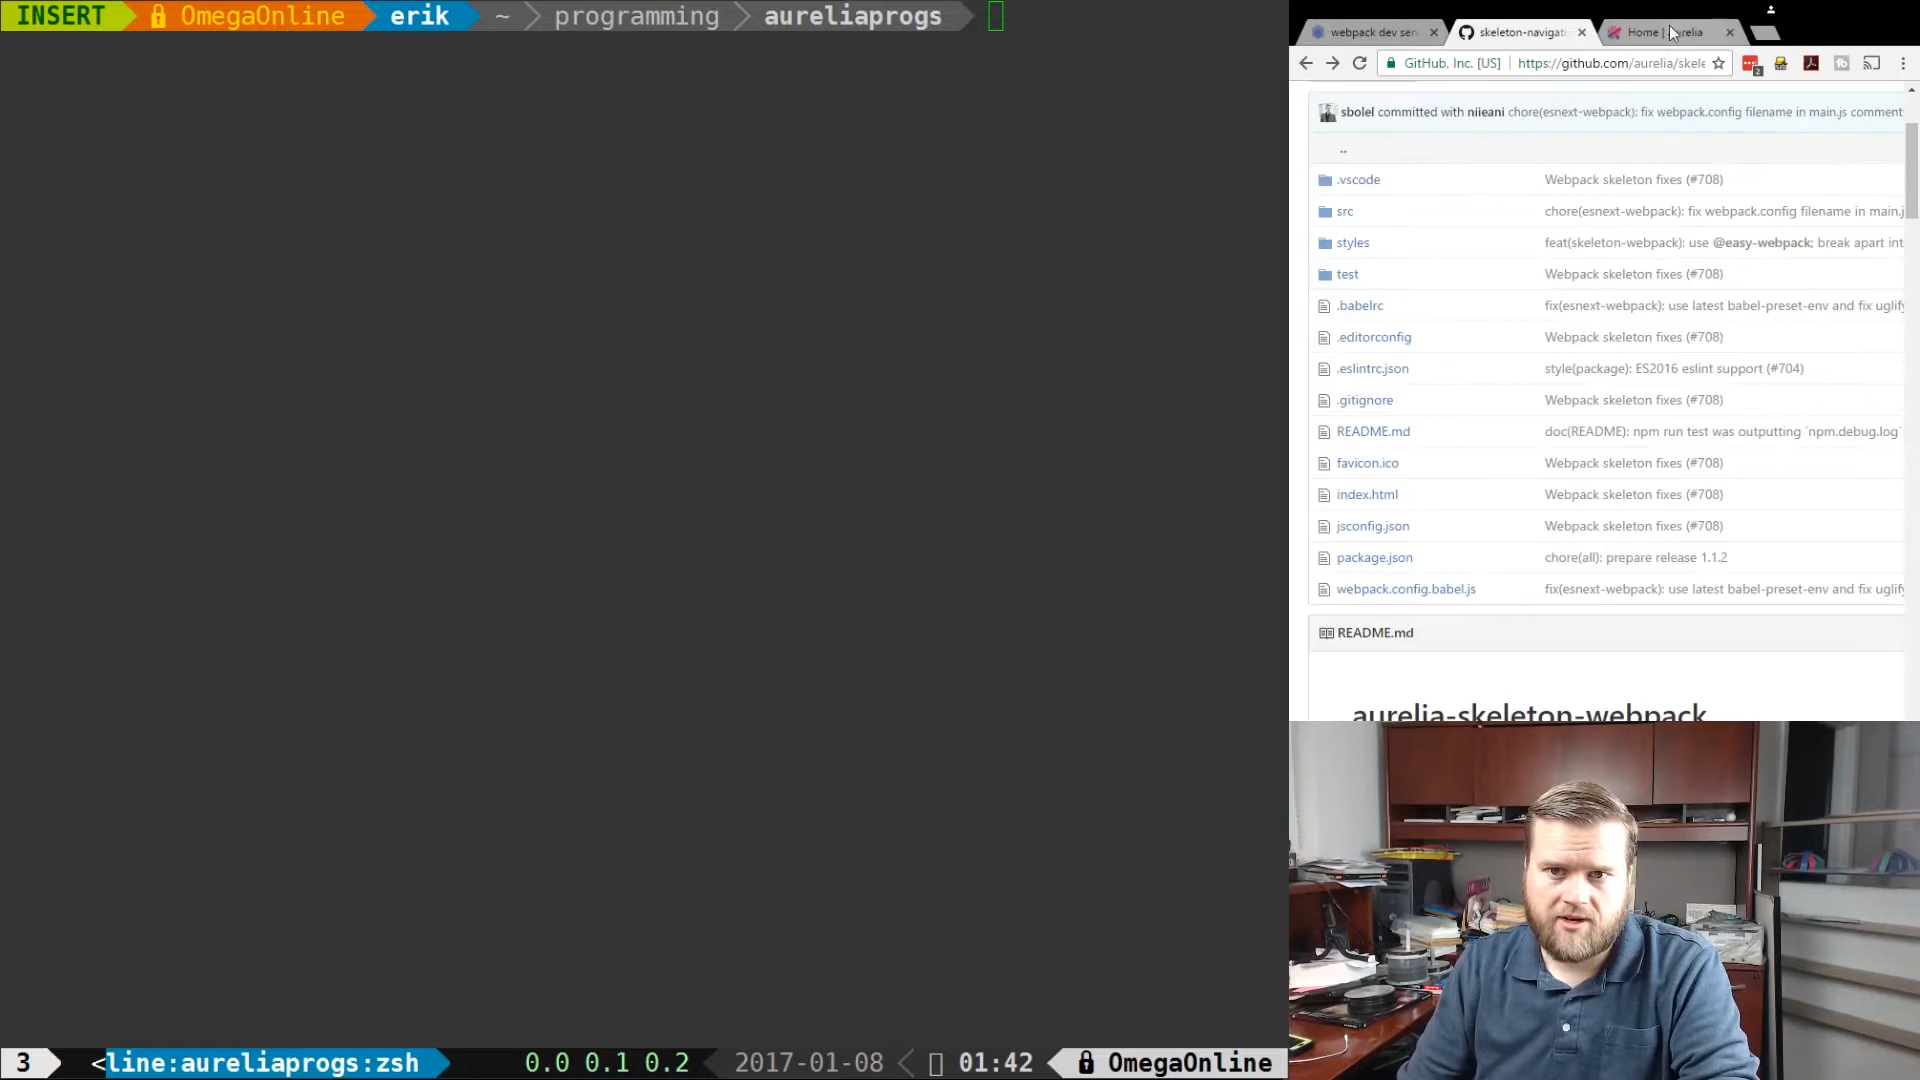 INSERT OmegaOnline erik ~ programming aureliaprogs
webpack dev ser skeleton-navigat Home | Aurelia
GitHub, Inc. [US] https://github.com/aurelia/skele
2
sbolel committed with niieani chore(esnext-webpack): fix webpack.config filename in main.js comment
..
.vscode Webpack skeleton fixes (#708)
src chore(esnext-webpack): fix webpack.config filename in main.j
styles feat(skeleton-webpack): use @easy-webpack; break apart int
test Webpack skeleton fixes (#708)
.babelrc fix(esnext-webpack): use latest babel-preset-env and fix uglify
.editorconfig Webpack skeleton fixes (#708)
.eslintrc.json style(package): ES2016 eslint support (#704)
.gitignore Webpack skeleton fixes (#708)
README.md doc(README): npm run test was outputting `npm.debug.log`
favicon.ico Webpack skeleton fixes (#708)
index.html Webpack skeleton fixes (#708)
jsconfig.json Webpack skeleton fixes (#708)
package.json chore(all): prepare release 1.1.2
webpack.config.babel.js fix(esnext-webpack): use latest babel-preset-env and fix uglify
README.md
aurelia-skeleton-webpack
3 <line:aureliaprogs:zsh 0.0 0.1 0.2 2017-01-08 01:42 OmegaOnline